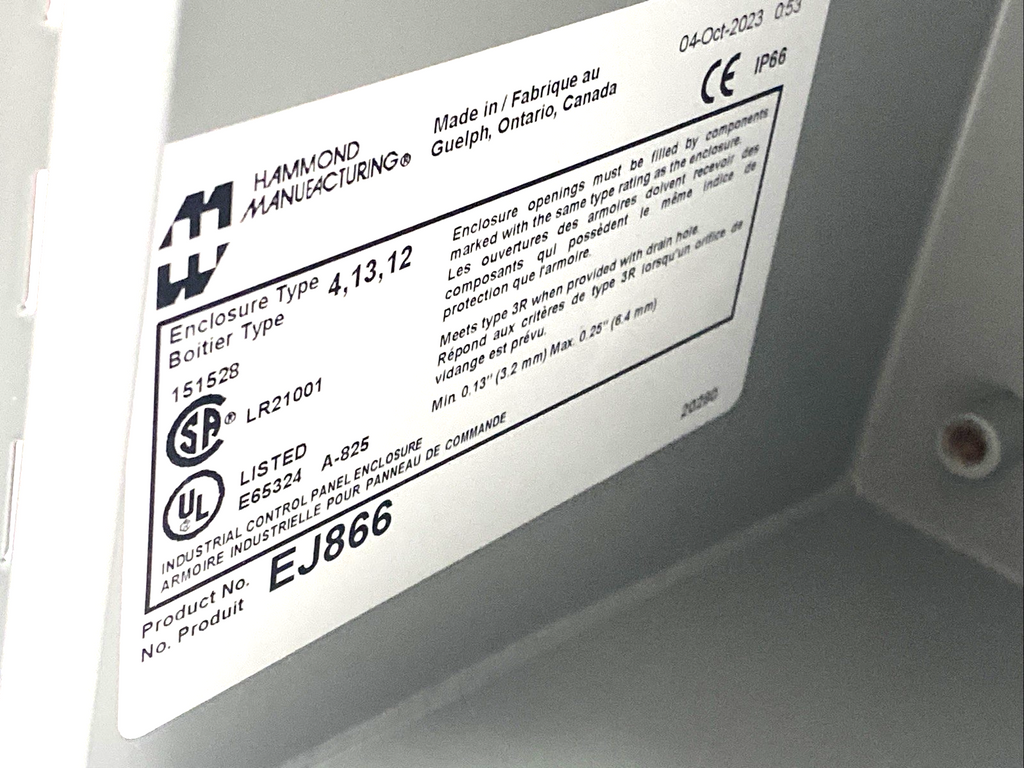 04-Oct-2023 0:53
CE IP66
HAMMOND
MANUFACTURING®
Made in / Fabrique au
Guelph, Ontario, Canada
Enclosure Type 4,13,12
Boitier Type
151528
SA® LR21001
UL LISTED
E65324 A-825
INDUSTRIAL CONTROL PANEL ENCLOSURE
ARMOIRE INDUSTRIELLE POUR PANNEAU DE COMMANDE
Enclosure openings must be filled by components
marked with the same type rating as the enclosure.
Les ouvertures des armoires doivent recevoir des
composants qui possèdent le même indice de
protection que l'armoire.
Meets type 3R when provided with drain hole.
Répond aux critères de type 3R lorsqu'un orifice de
vidange est prévu.
Min. 0.13" (3.2 mm) Max. 0.25" (6.4 mm)
20280
Product No. EJ866
No. Produit